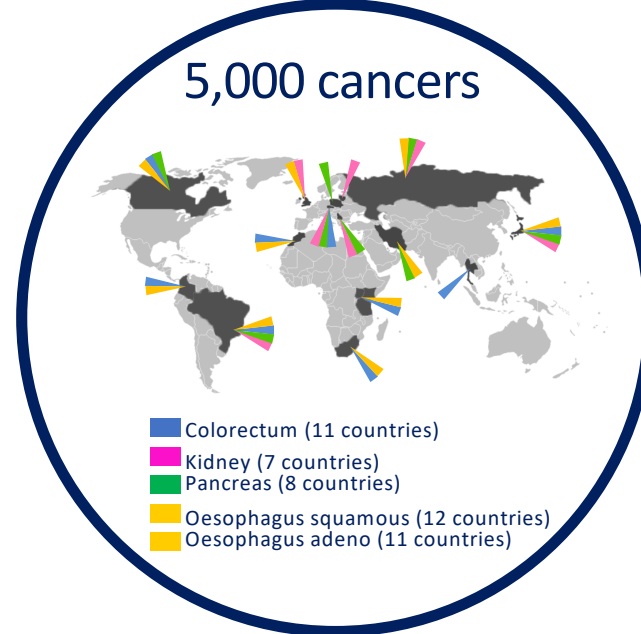 5,000 cancers
Colorectum (11 countries)
Kidney (7 countries)
Pancreas (8 countries)
Oesophagus squamous (12 countries)
Oesophagus adeno (11 countries)